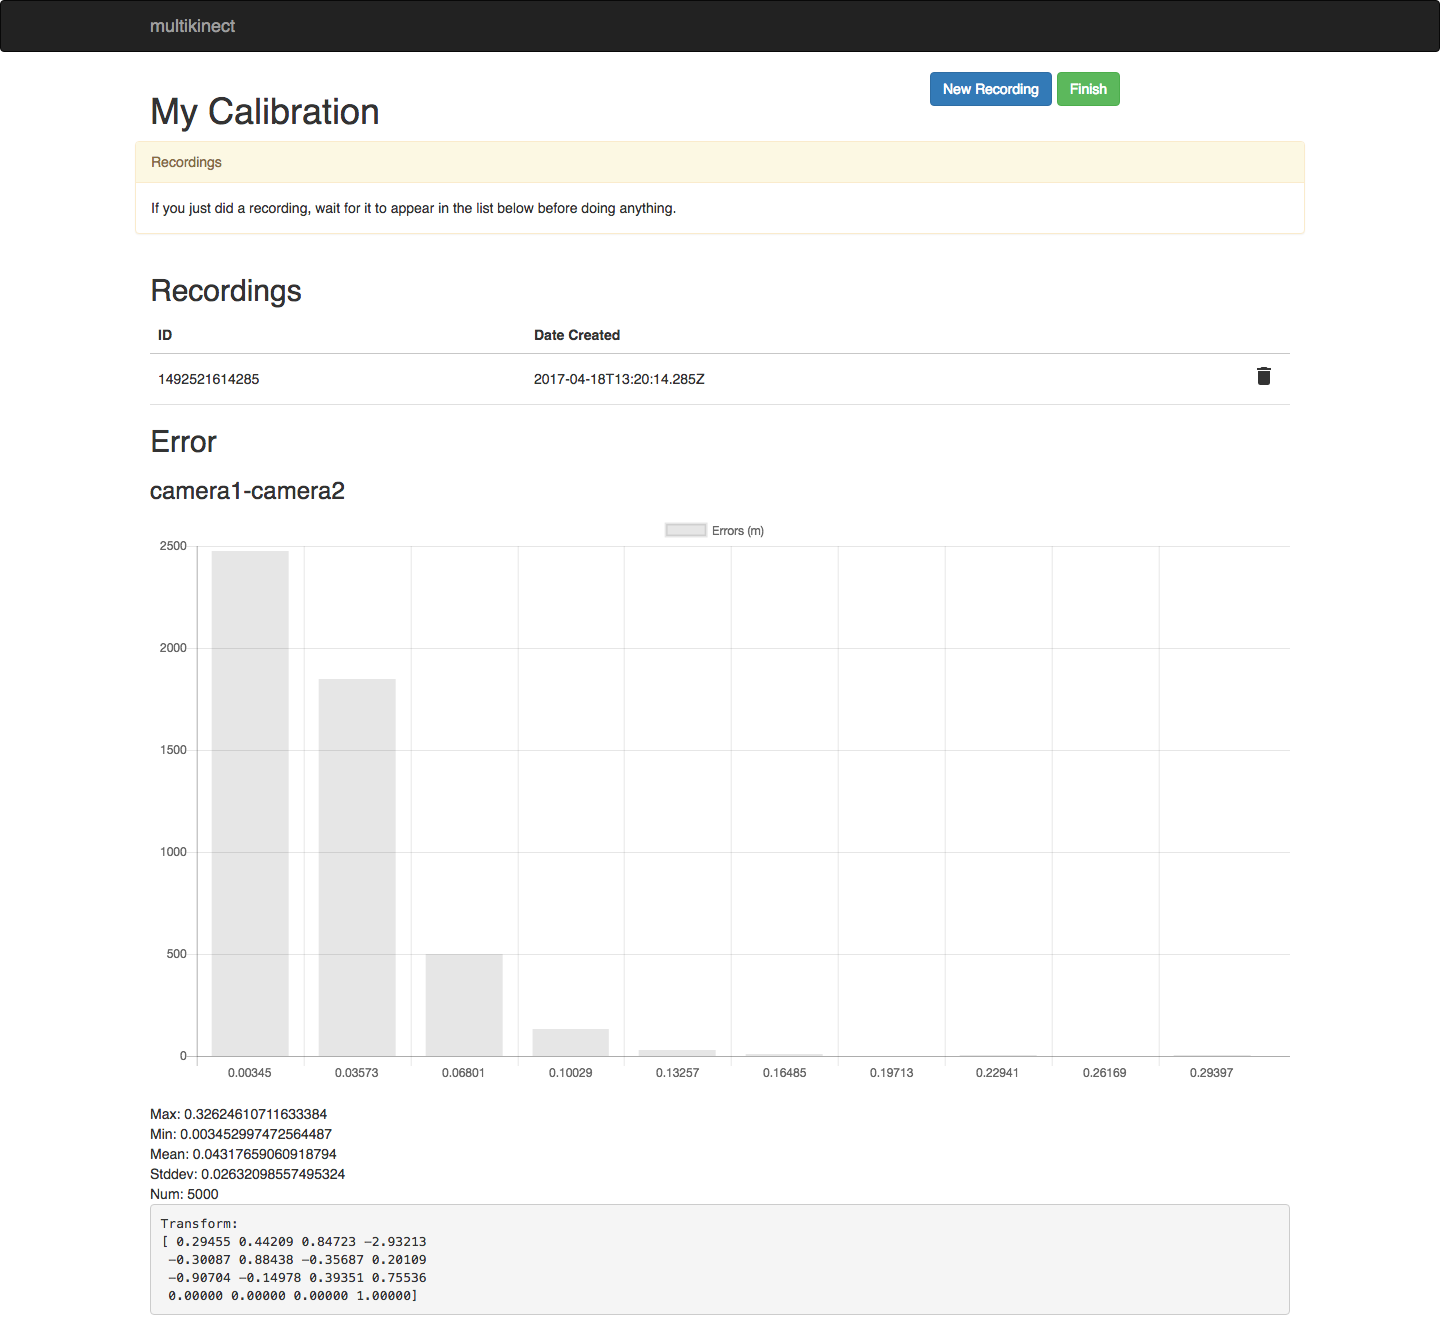 multikinect
New Recording Finish
My Calibration
Recordings
If you just did a recording, wait for it to appear in the list below before doing anything.
Recordings
ID Date Created
1492521614285 2017-04-18T13:20:14.285Z
Error
camera1-camera2
Errors (m)
2500
2000
1500
1000
500
0
0.00345 0.03573 0.06801 0.10029 0.13257 0.16485 0.19713 0.22941 0.26169 0.29397
Max: 0.32624610711633384
Min: 0.003452997472564487
Mean: 0.04317659060918794
Stddev: 0.02632098557495324
Num: 5000
Transform:
[ 0.29455 0.44209 0.84723 −2.93213
−0.30087 0.88438 −0.35687 0.20109
−0.90704 −0.14978 0.39351 0.75536
0.00000 0.00000 0.00000 1.00000]